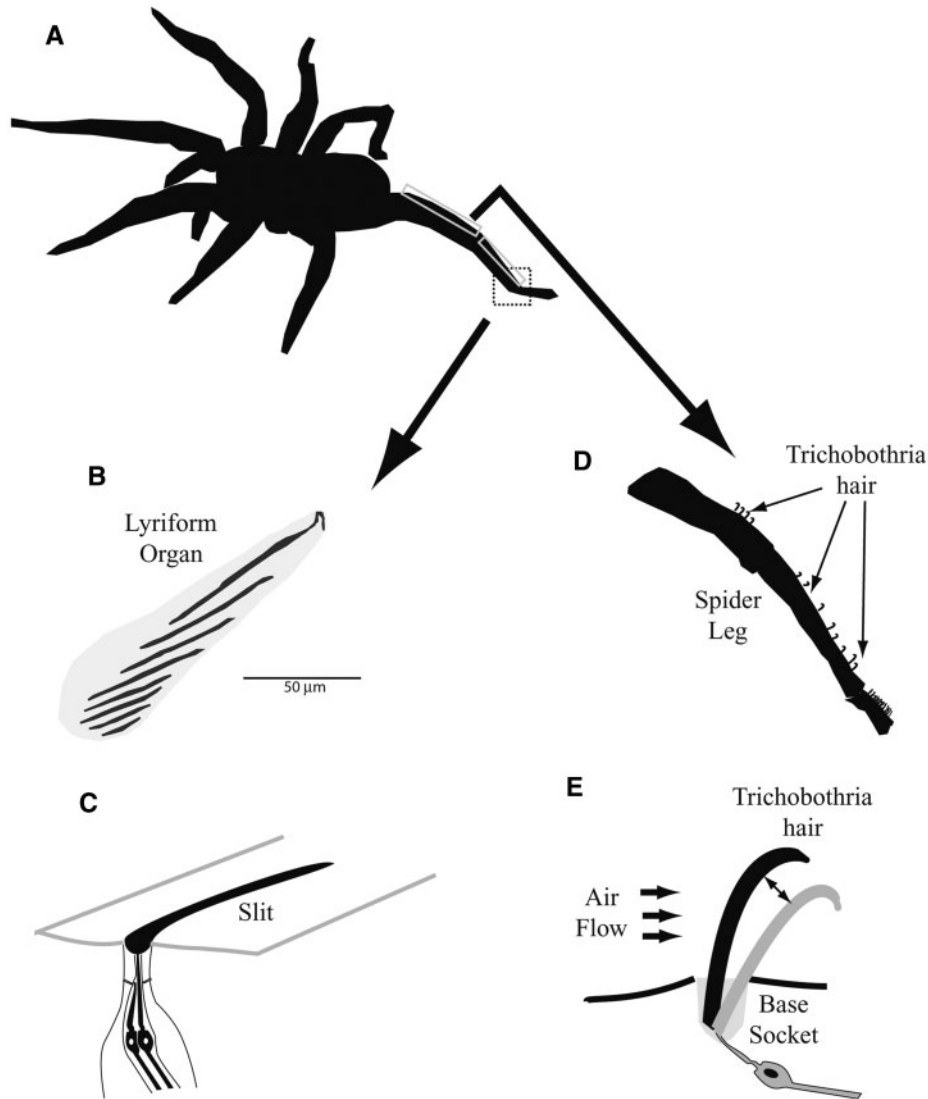 A
B
Lyriform
Organ
50 µm
D
Trichobothria
hair
Spider
Leg
C
Slit
E
Trichobothria
hair
Air
Flow
Base
Socket